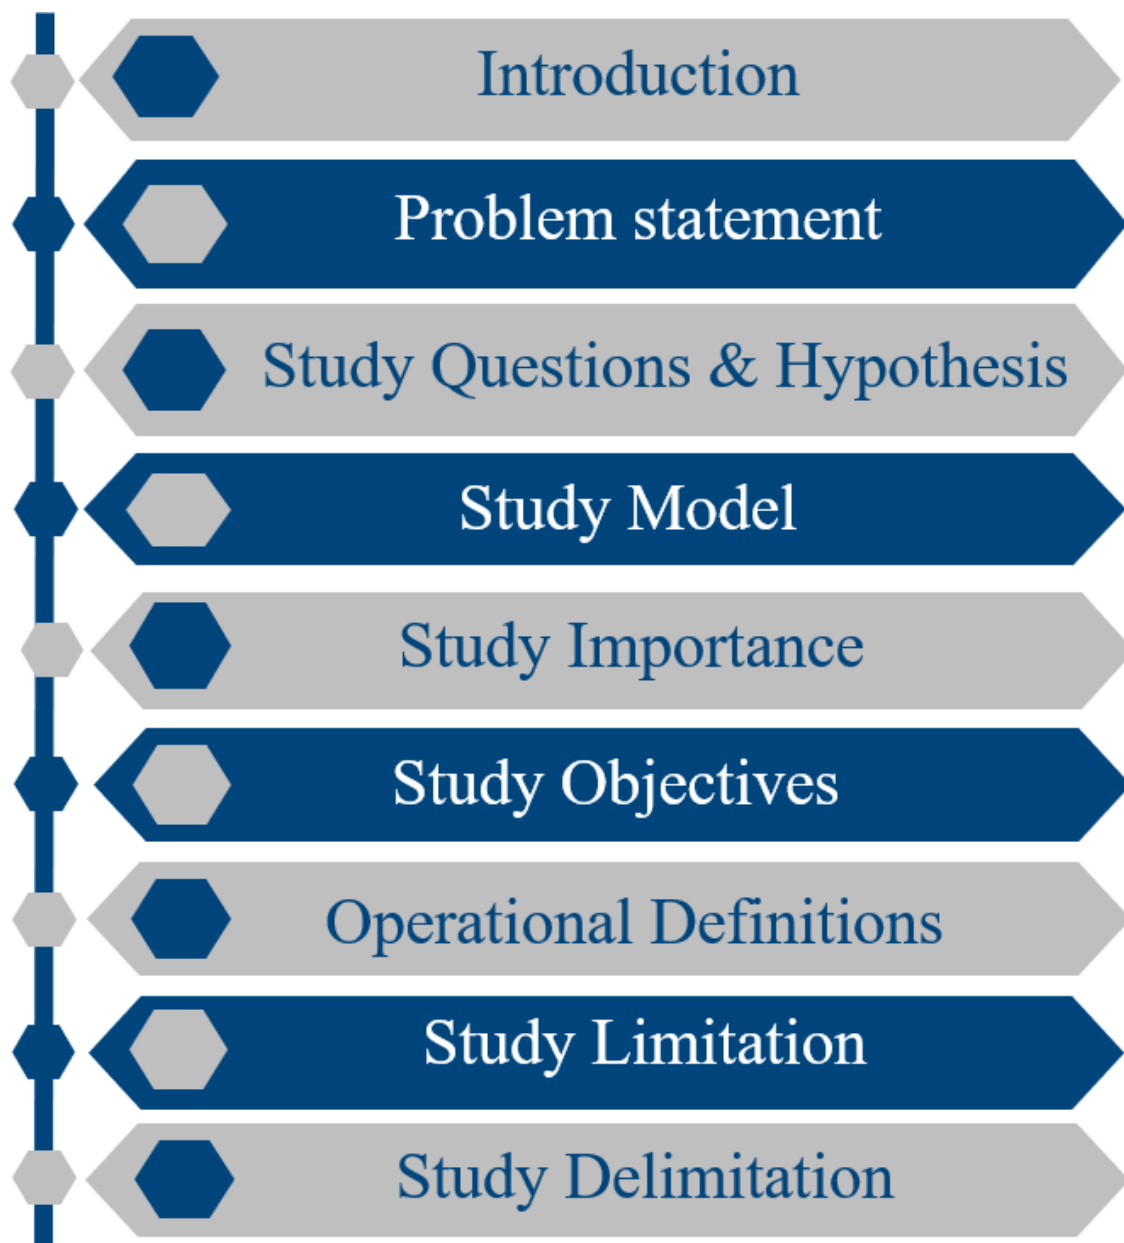 Introduction
Problem statement
Study Questions & Hypothesis
Study Model
Study Importance
Study Objectives
Operational Definitions
Study Limitation
Study Delimitation